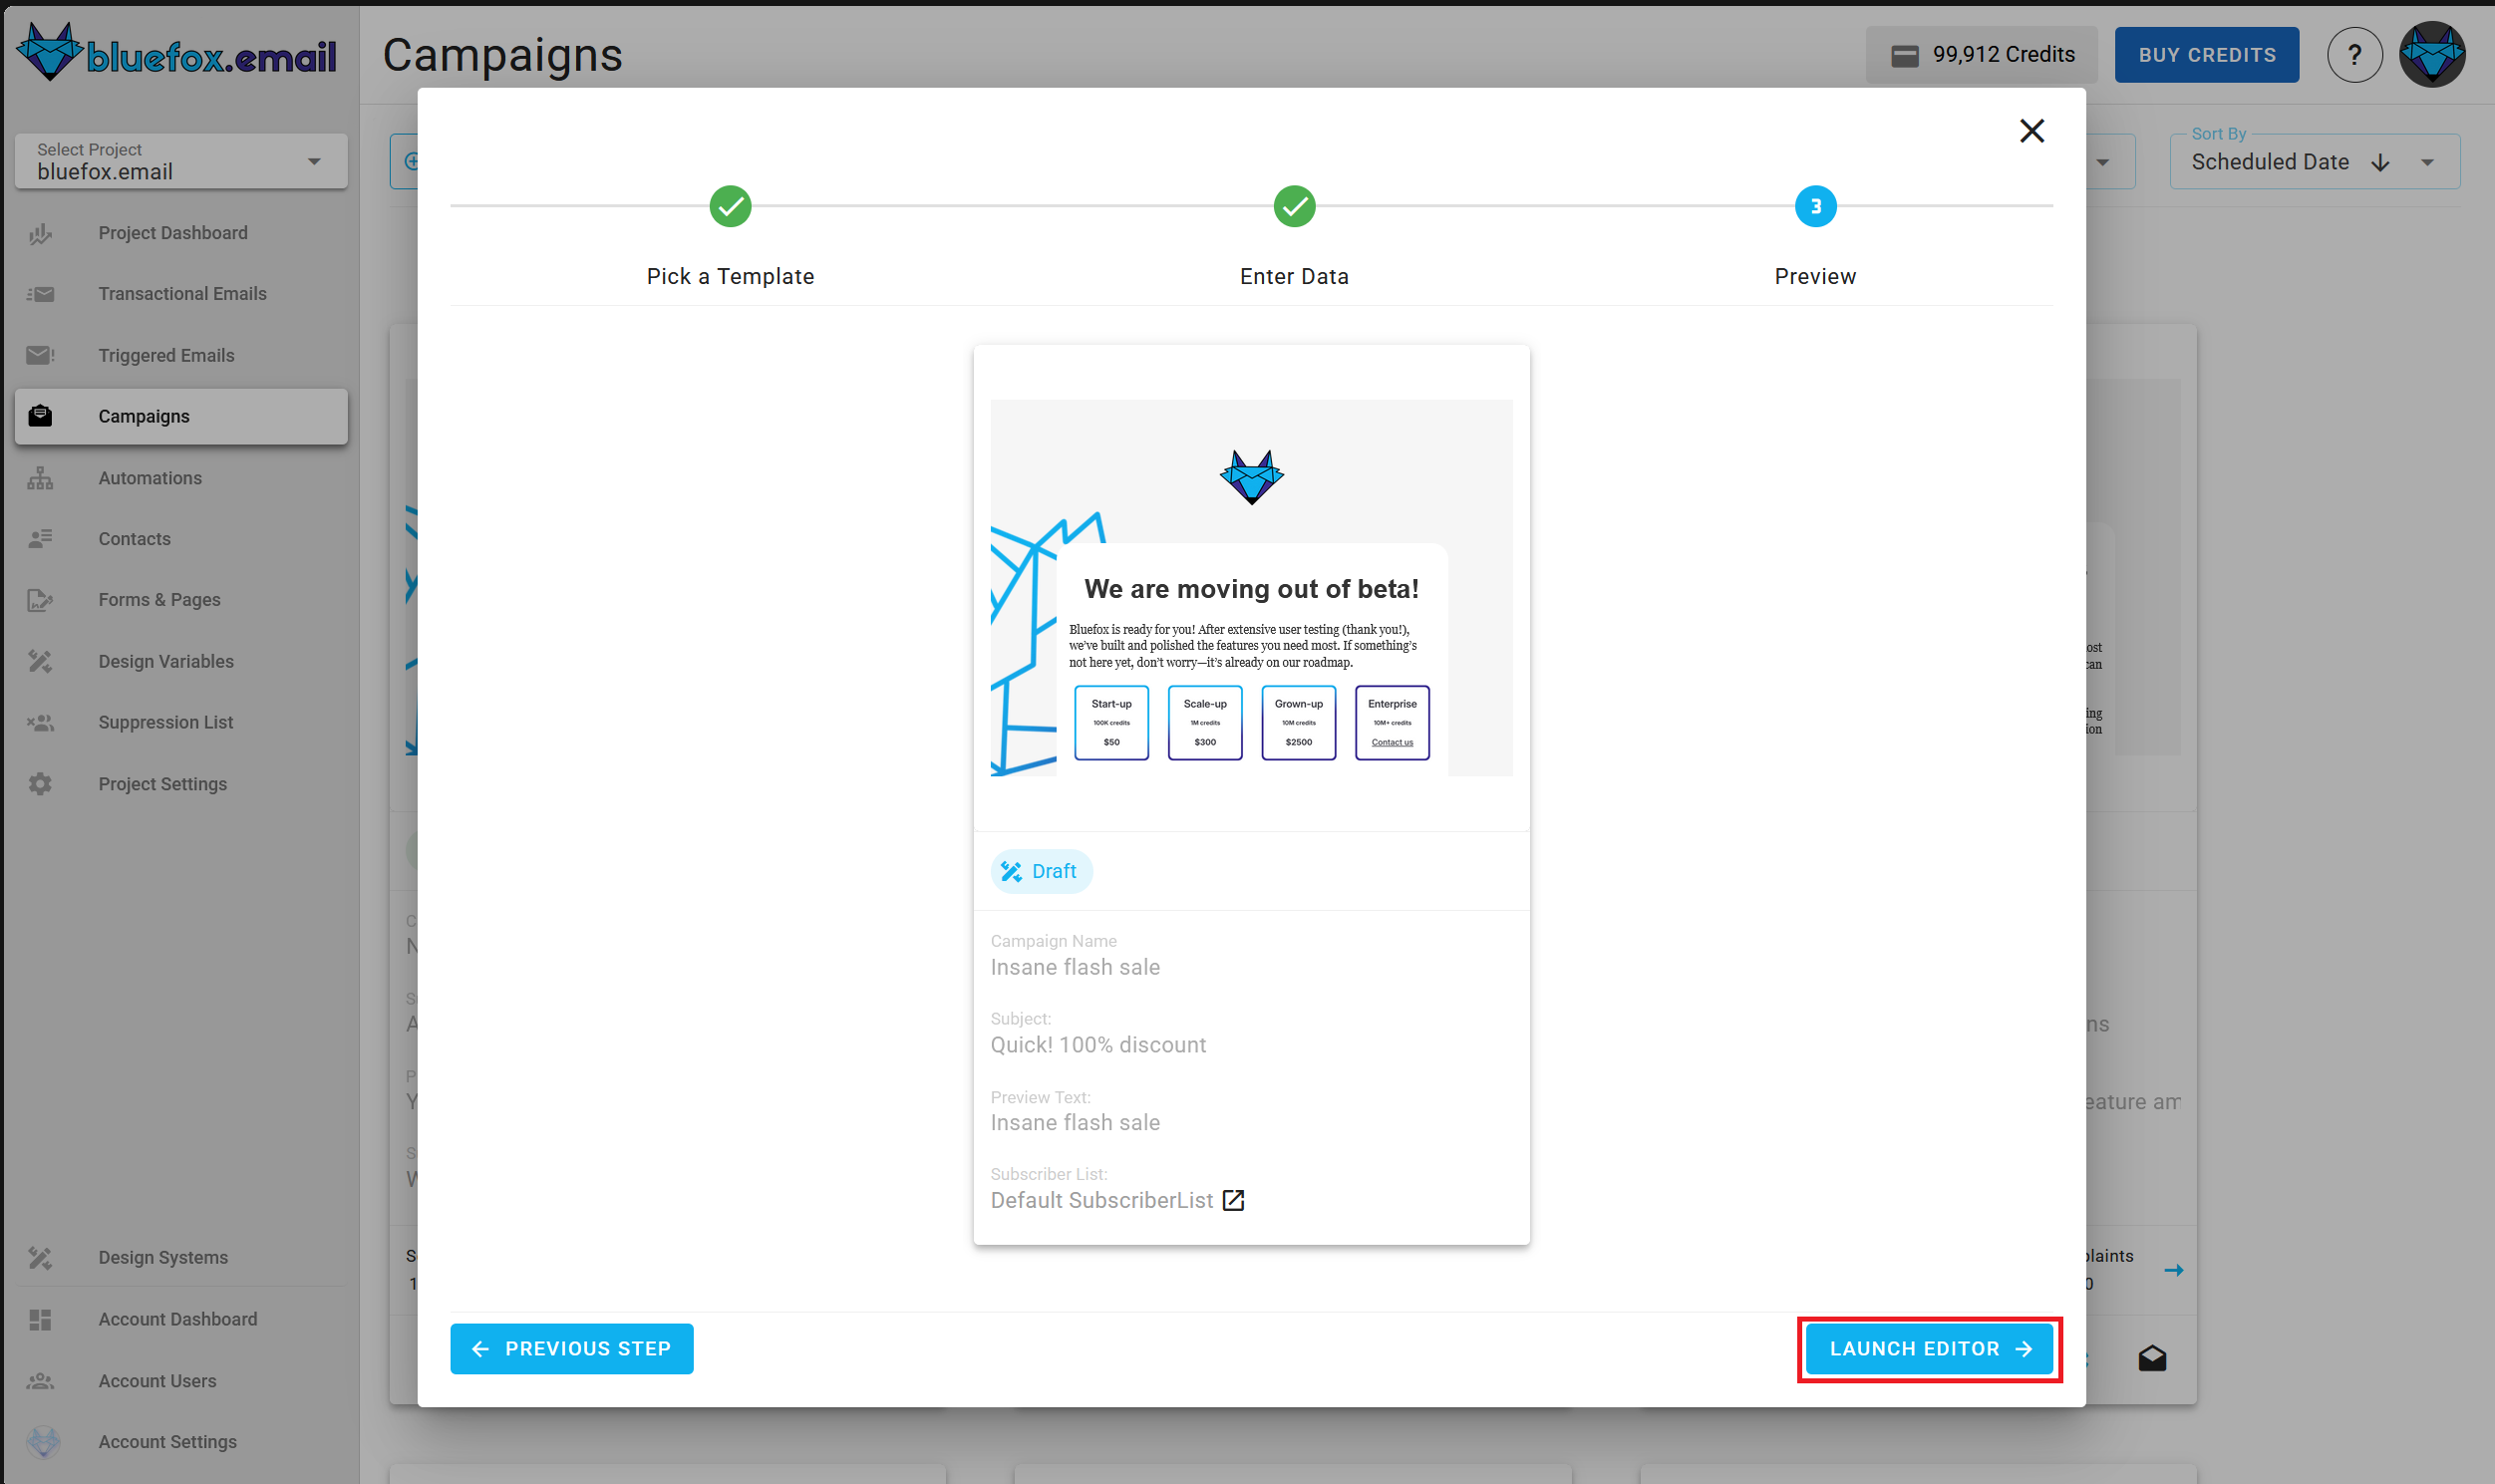 bluefox.email
Campaigns
99,912 Credits
BUY CREDITS
?
Select Project
bluefox.email
Sort By
Scheduled Date
Project Dashboard
Transactional Emails
Triggered Emails
Campaigns
Automations
Contacts
Forms & Pages
Design Variables
Suppression List
Project Settings
Design Systems
Account Dashboard
Account Users
Account Settings
3
Pick a Template
Enter Data
Preview
We are moving out of beta!
Bluefox is ready for you! After extensive user testing (thank you!),
we've built and polished the features you need most. If something's
not here yet, don't worry—it's already on our roadmap.
Start-up
100K credits
$50
Scale-up
1M credits
$300
Grown-up
10M credits
$2500
Enterprise
10M+ credits
Contact us
Draft
Campaign Name
Insane flash sale
Subject:
Quick! 100% discount
Preview Text:
Insane flash sale
Subscriber List:
Default SubscriberList
PREVIOUS STEP
LAUNCH EDITOR